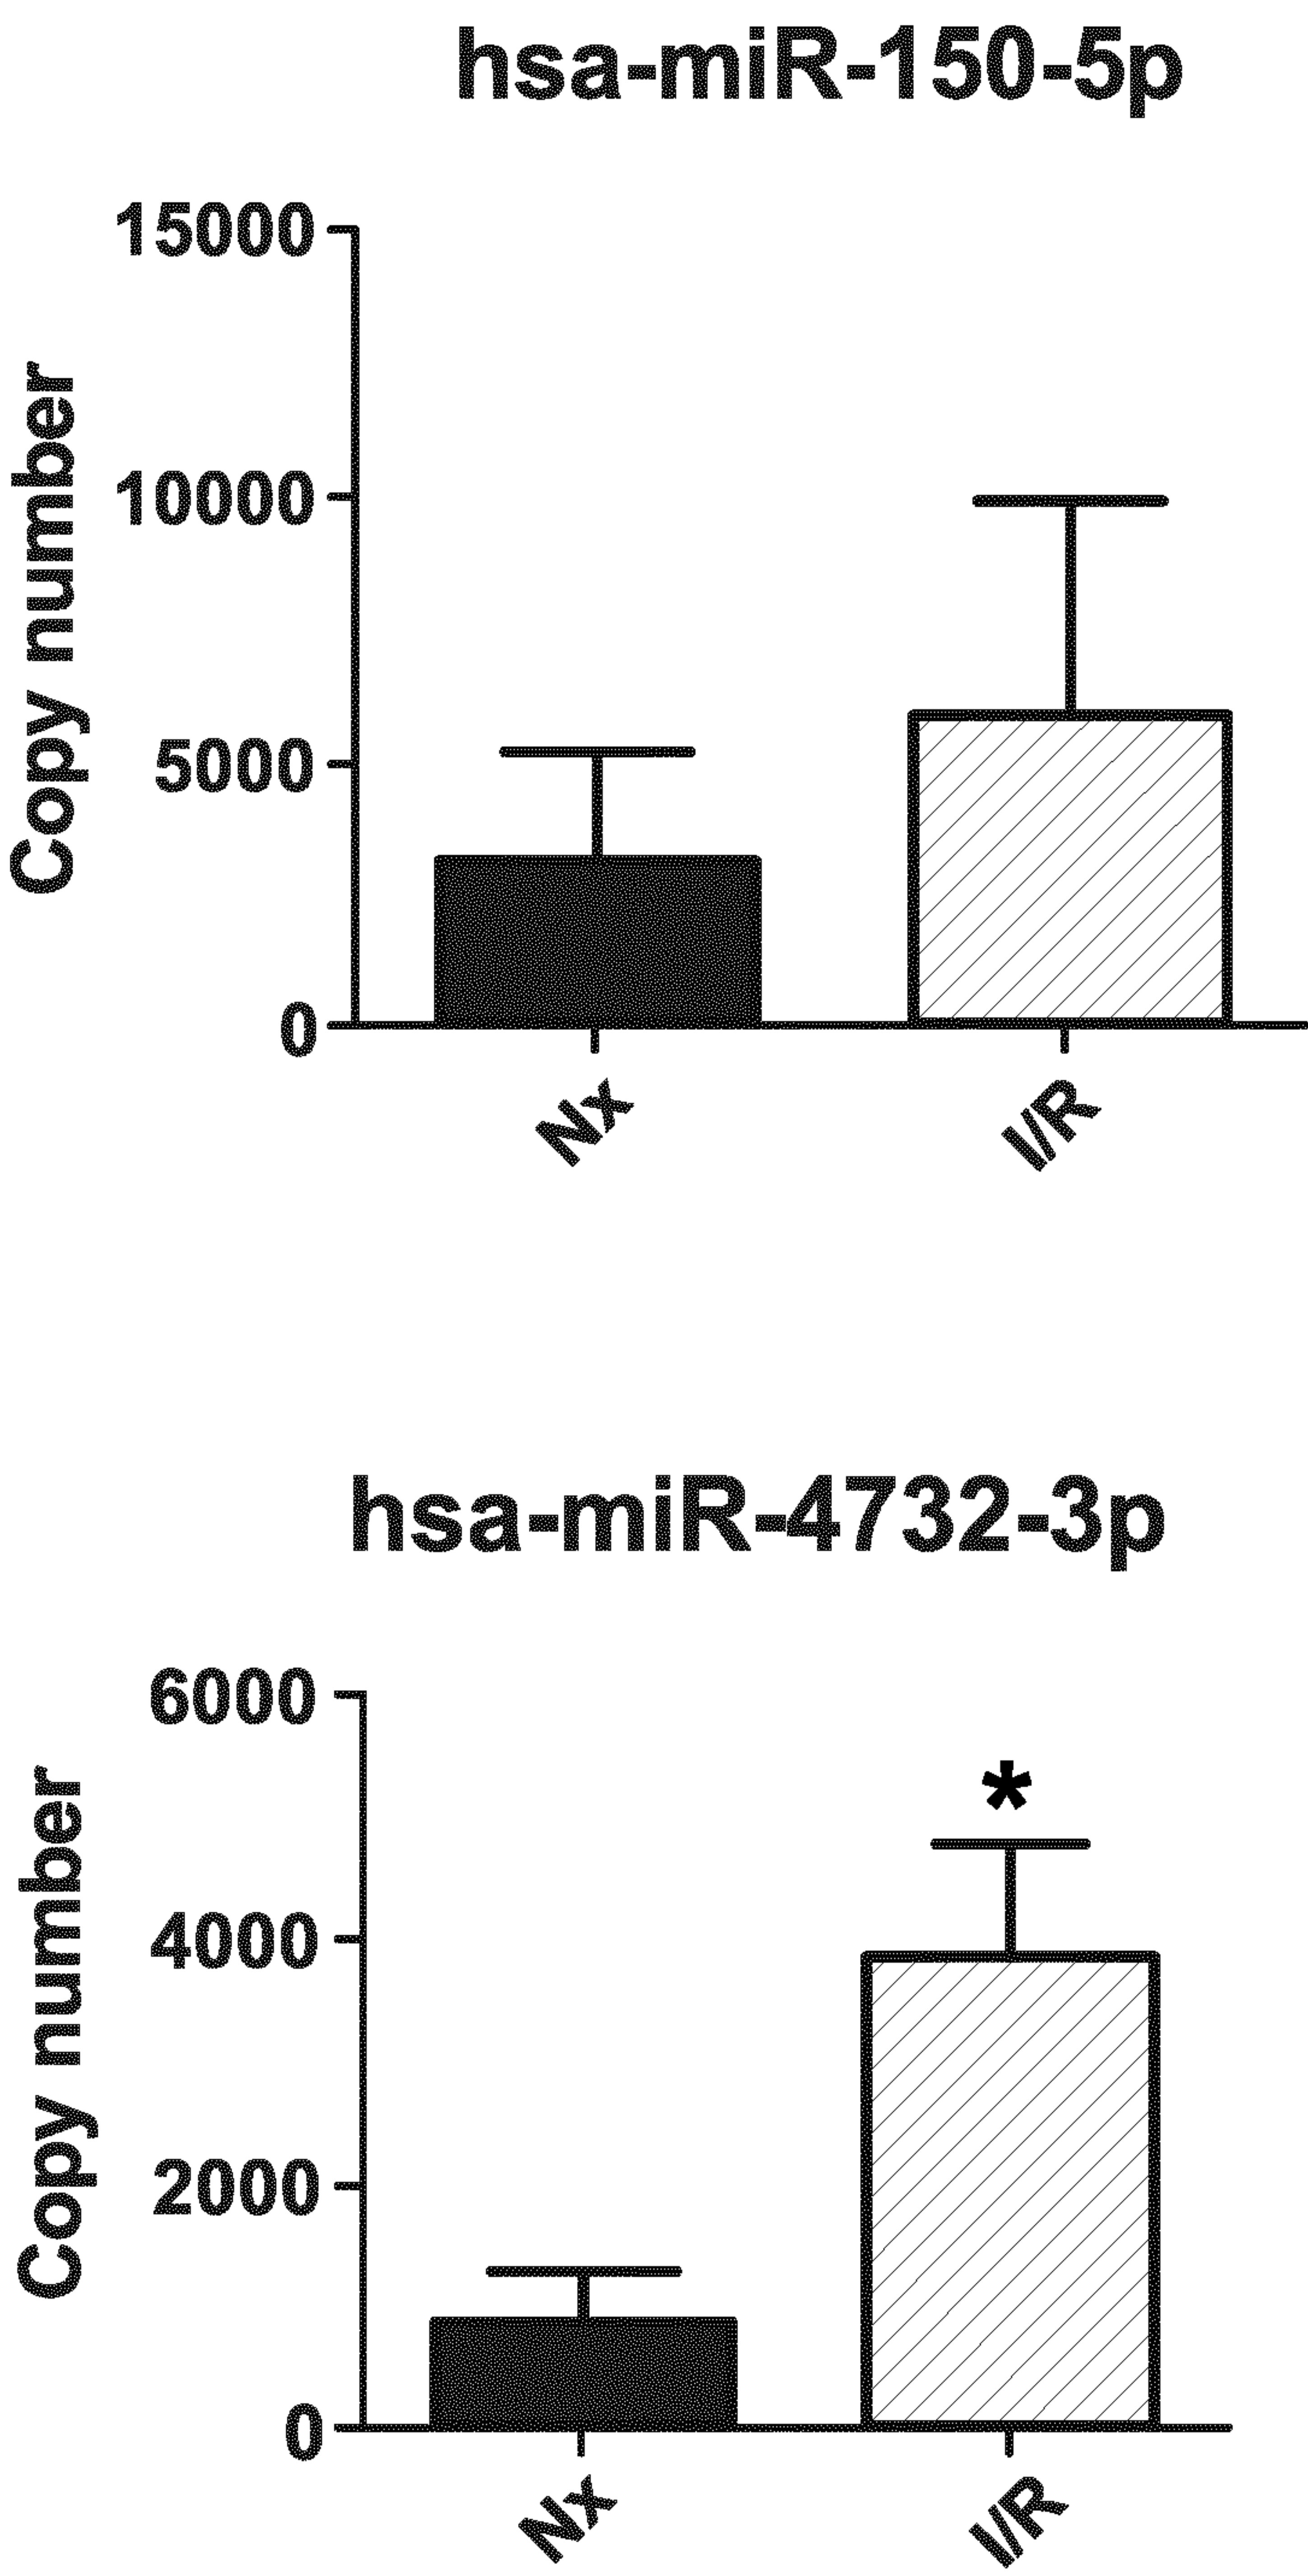 hsa-miR-150-5p
15000
10000
5000
0
Copy number
Nx
I/R
hsa-miR-4732-3p
6000
*
4000
2000
0
Copy number
Nx
I/R